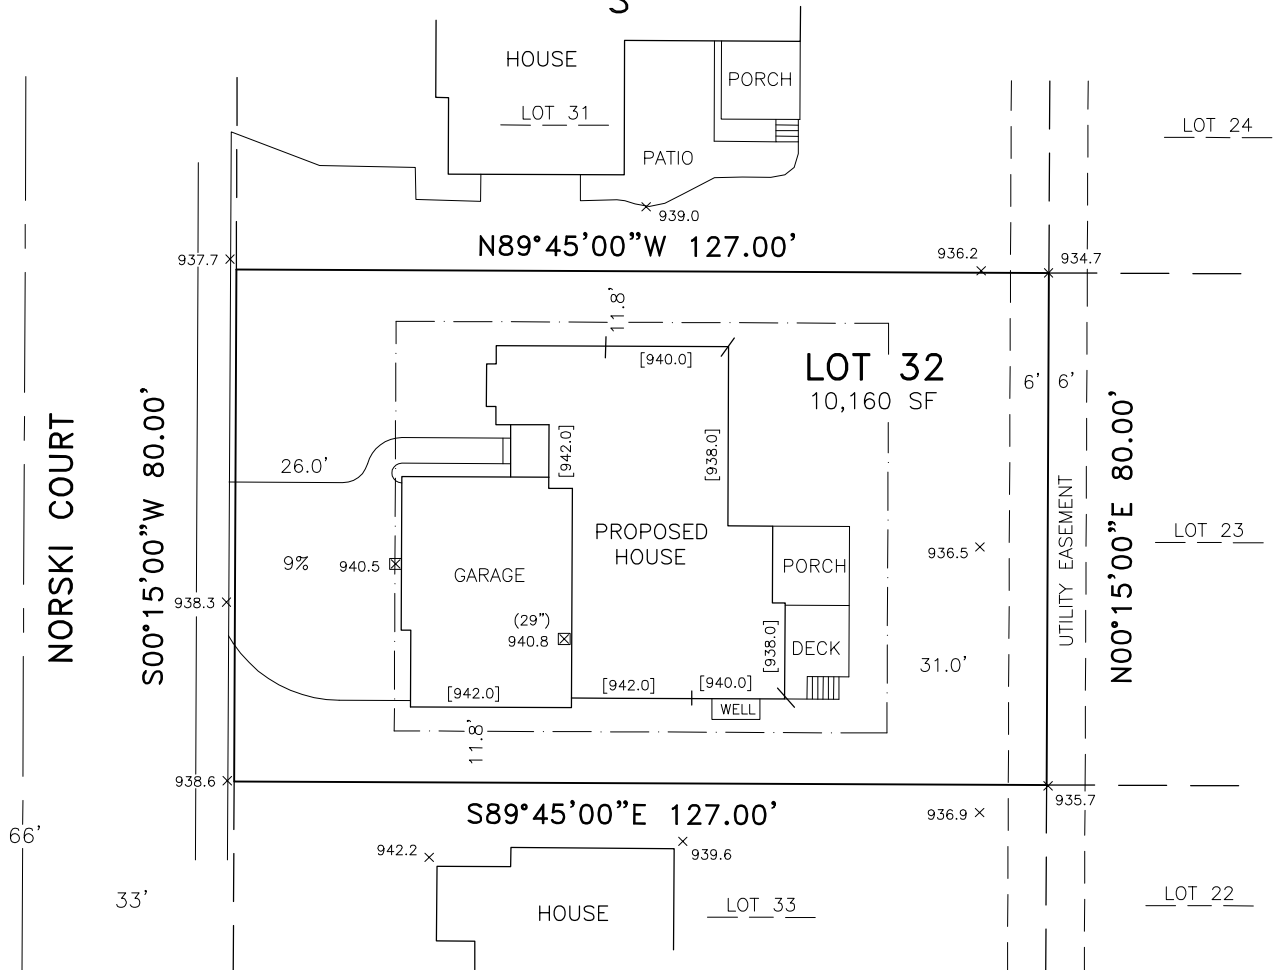 S
HOUSE
PORCH
LOT 31
LOT 24
PATIO
939.0
N89°45'00"W 127.00'
937.7
936.2
934.7
11.8'
[940.0]
LOT 32
10,160 SF
6'
6'
NORSKI COURT
S00°15'00"W 80.00'
N00°15'00"E 80.00'
UTILITY EASEMENT
26.0'
[942.0]
[938.0]
PROPOSED
HOUSE
LOT 23
936.5
9%
940.5
GARAGE
PORCH
938.3
(29")
940.8
[938.0]
DECK
31.0'
[942.0]
[942.0]
[940.0]
WELL
11.8'
938.6
935.7
S89°45'00"E 127.00'
936.9
66'
942.2
939.6
33'
HOUSE
LOT 33
LOT 22